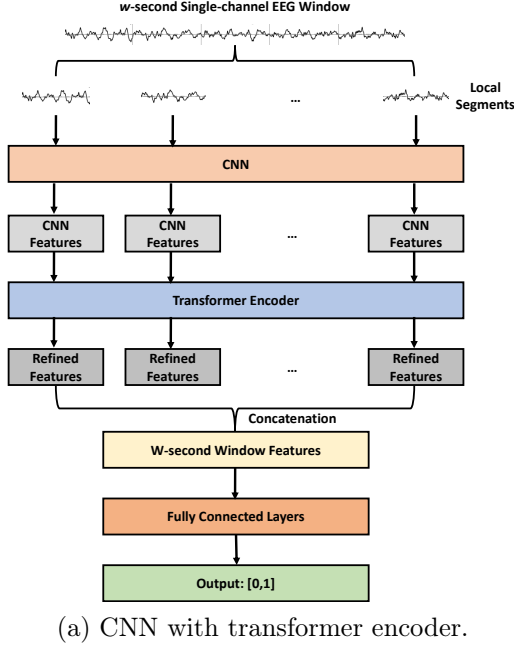 w-second Single-channel EEG Window
...
Local
Segments
CNN
CNN
Features
CNN
Features
...
CNN
Features
Transformer Encoder
Refined
Features
Refined
Features
...
Refined
Features
Concatenation
W-second Window Features
Fully Connected Layers
Output: [0,1]
(a) CNN with transformer encoder.